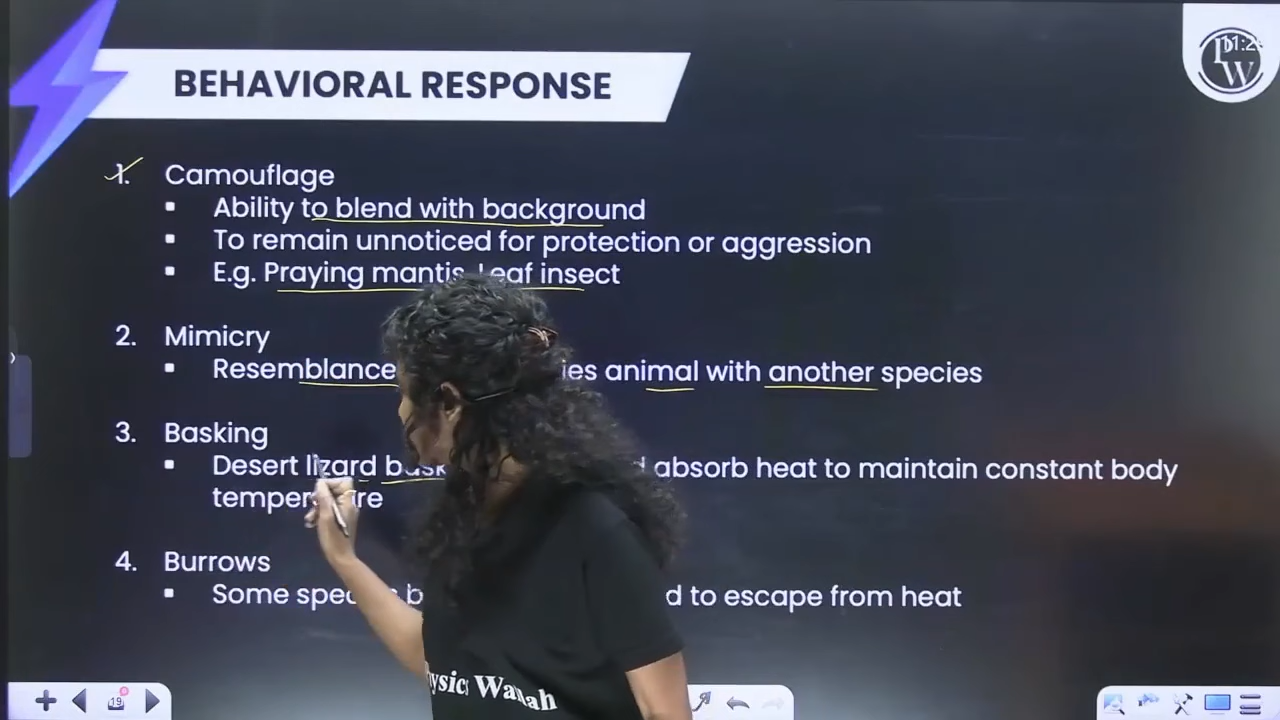 BEHAVIORAL RESPONSE
1. Camouflage
▪ Ability to blend with background
▪ To remain unnoticed for protection or aggression
▪ E.g. Praying mantis, Leaf insect
2. Mimicry
▪ Resemblance animal with another species
3. Basking
▪ Desert lizard absorb heat to maintain constant body
temperature
4. Burrows
▪ Some to escape from heat
19
W